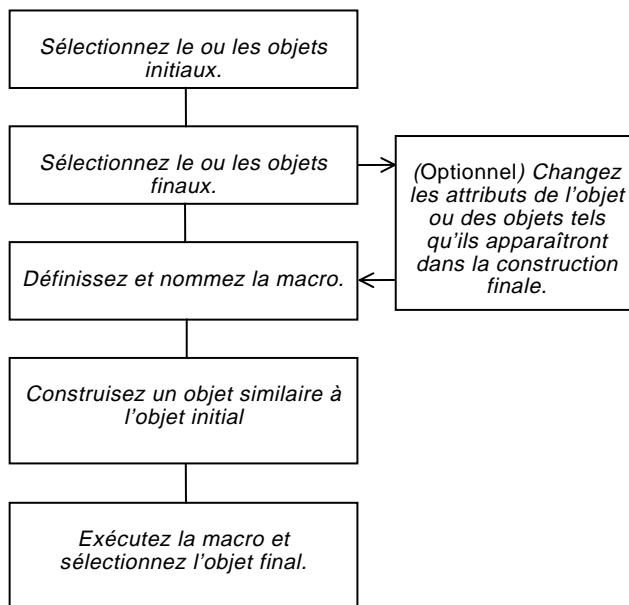 Sélectionnez le ou les objets
initiaux.
Sélectionnez le ou les objets
finaux.
(Optionnel) Changez
les attributs de l'objet
ou des objets tels
qu'ils apparaîtront
dans la construction
finale.
Définissez et nommez la macro.
Construisez un objet similaire à
l'objet initial
Exécutez la macro et
sélectionnez l'objet final.